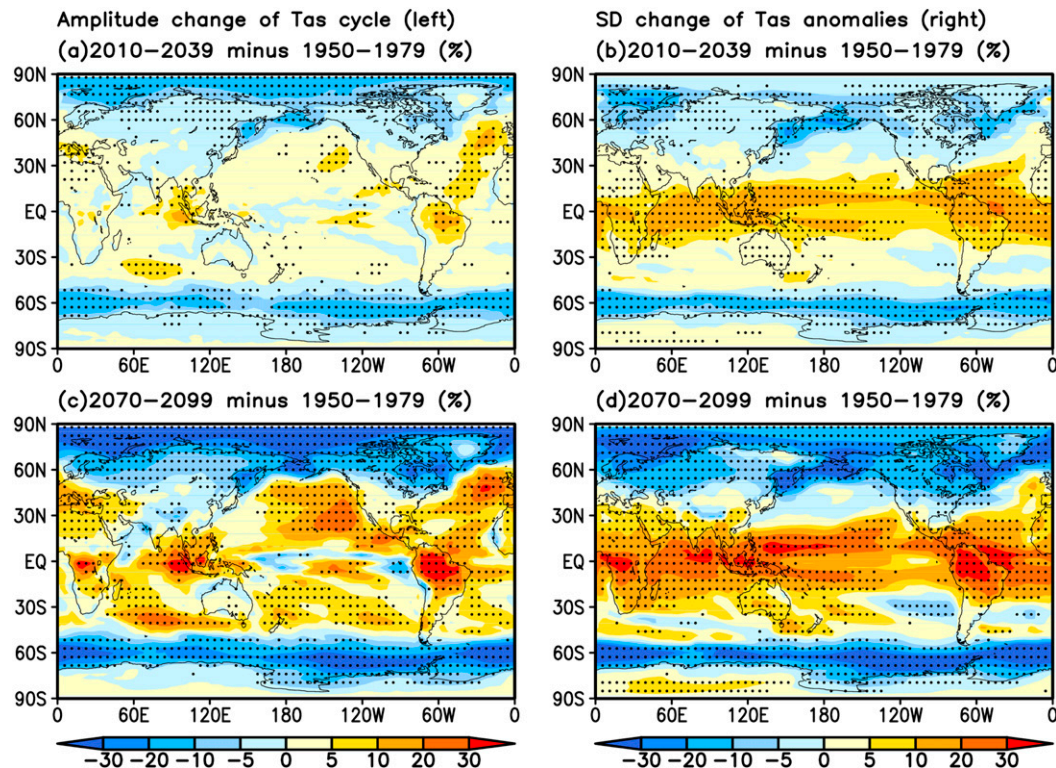 Amplitude change of Tas cycle (left)
SD change of Tas anomalies (right)
(a)2010−2039 minus 1950−1979 (%)
(b)2010−2039 minus 1950−1979 (%)
90N
60N
30N
EQ
30S
60S
90S
0 60E 120E 180 120W 60W 0
90N
60N
30N
EQ
30S
60S
90S
0 60E 120E 180 120W 60W 0
(c)2070−2099 minus 1950−1979 (%)
(d)2070−2099 minus 1950−1979 (%)
90N
60N
30N
EQ
30S
60S
90S
0 60E 120E 180 120W 60W 0
90N
60N
30N
EQ
30S
60S
90S
0 60E 120E 180 120W 60W 0
−30 −20 −10 −5 0 5 10 20 30
−30 −20 −10 −5 0 5 10 20 30